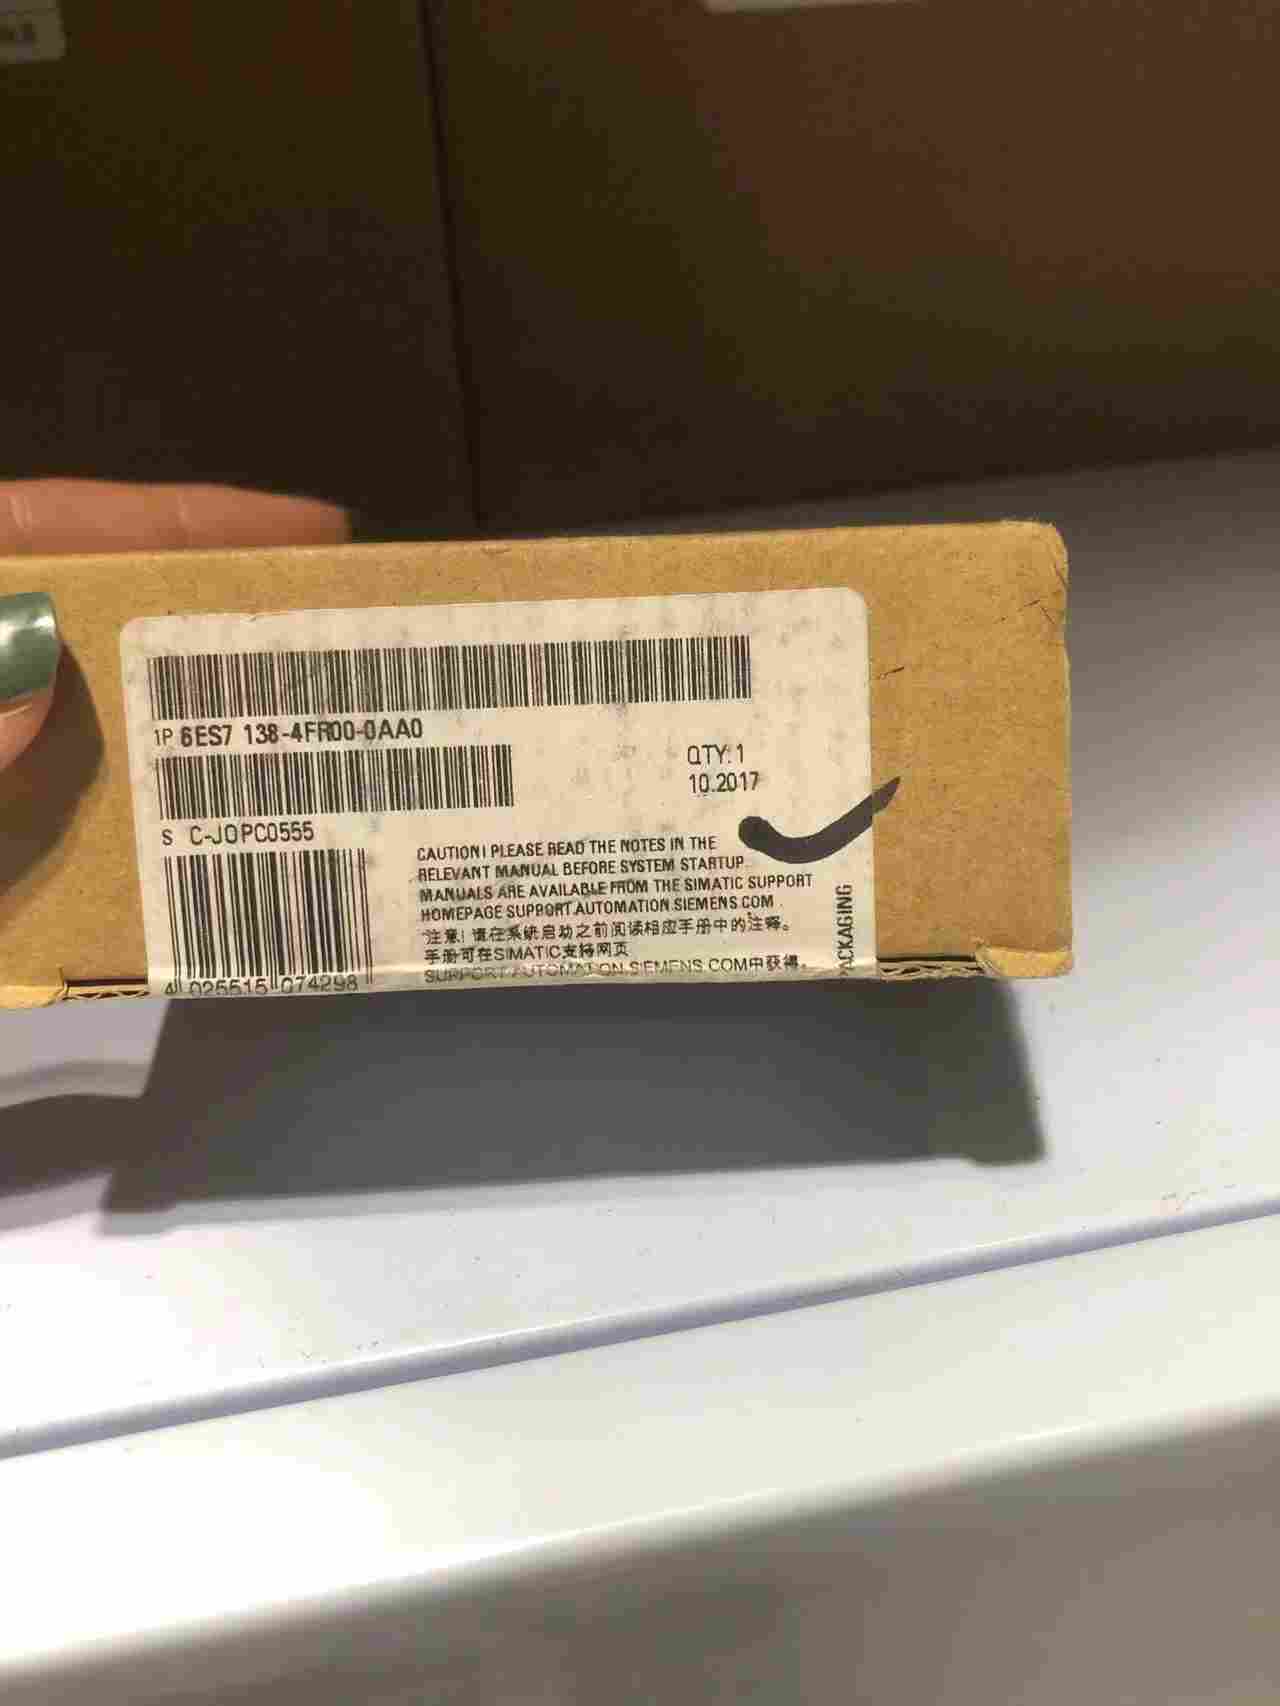 1P 6ES7 138-4FR00-0AA0
QTY: 1
10.2017
S C-JOPC0555
CAUTION! PLEASE READ THE NOTES IN THE
RELEVANT MANUAL BEFORE SYSTEM STARTUP.
MANUALS ARE AVAILABLE FROM THE SIMATIC SUPPORT
HOMEPAGE SUPPORT.AUTOMATION.SIEMENS.COM.
注意! 请在系统启动之前阅读相应手册中的注释。
手册可在SIMATIC支持网页
SUPPORT.AUTOMATION.SIEMENS.COM中获得。
4 025515 074298
PACKAGING